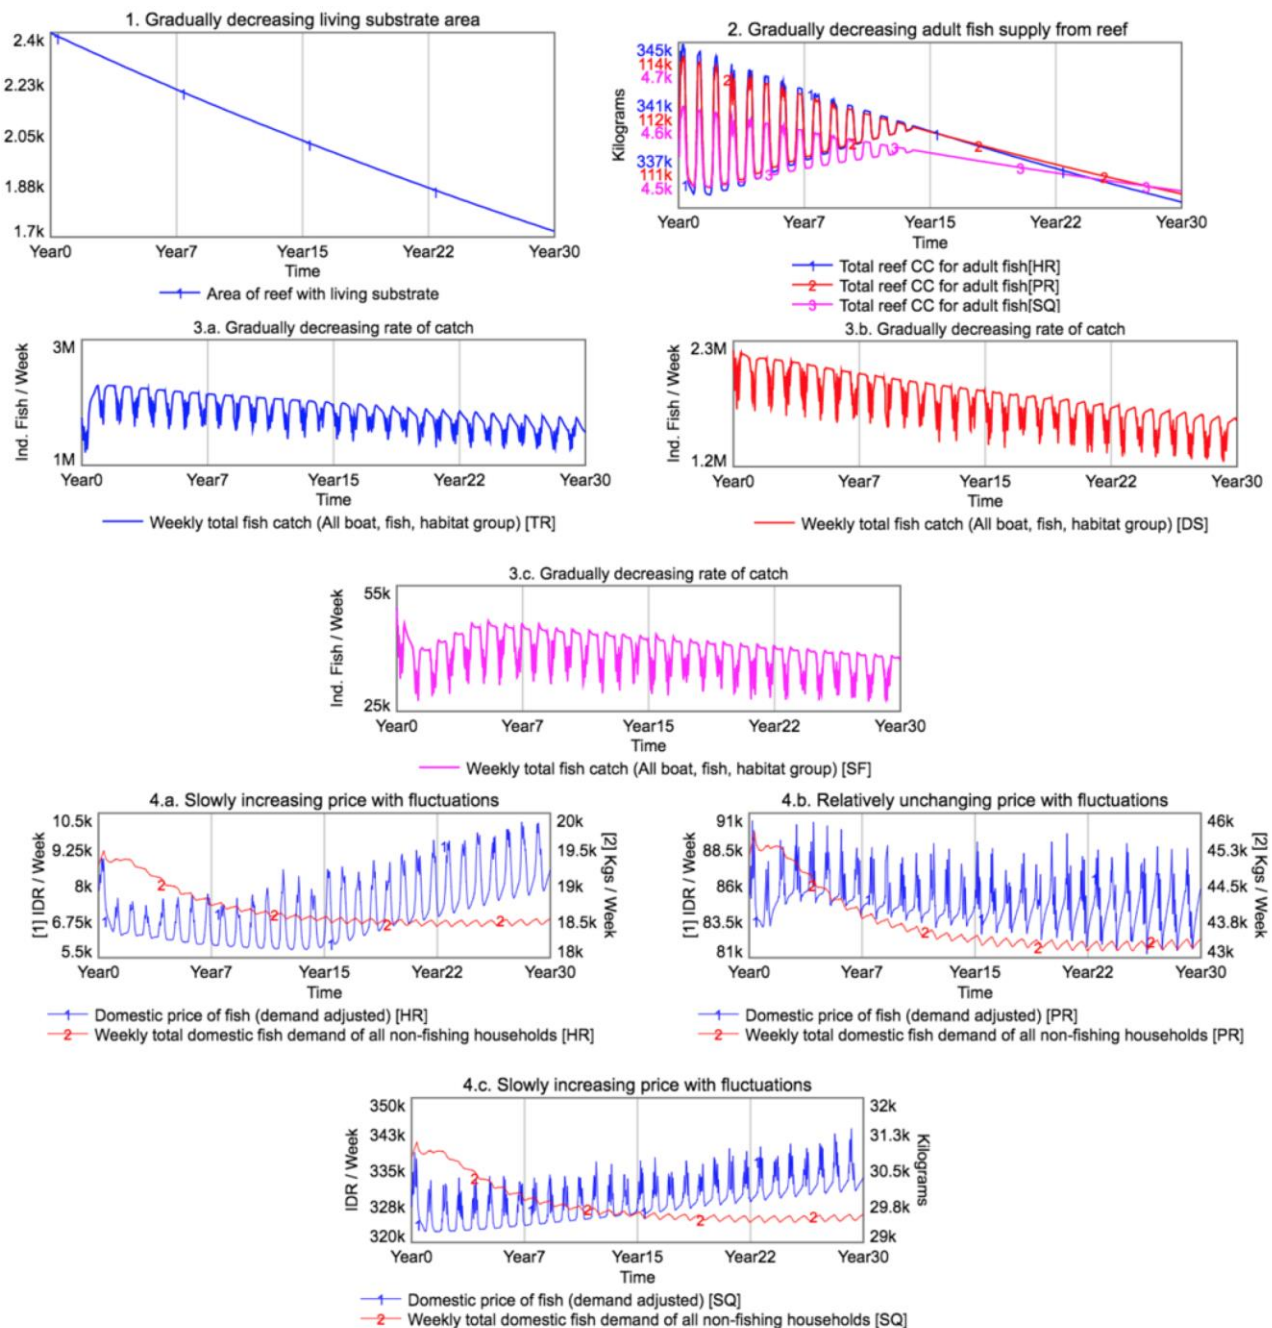 1. Gradually decreasing living substrate area
2.4k
2.23k
2.05k
1.88k
1.7k
Year0 Year7 Year15 Year22 Year30
Time
1 Area of reef with living substrate
2. Gradually decreasing adult fish supply from reef
Kilograms
345k
114k
4.7k
341k
112k
4.6k
337k
111k
4.5k
Year0 Year7 Year15 Year22 Year30
Time
1 Total reef CC for adult fish[HR]
2 Total reef CC for adult fish[PR]
3 Total reef CC for adult fish[SQ]
3.a. Gradually decreasing rate of catch
Ind. Fish / Week
3M
1M
Year0 Year7 Year15 Year22 Year30
Time
Weekly total fish catch (All boat, fish, habitat group) [TR]
3.b. Gradually decreasing rate of catch
Ind. Fish / Week
2.3M
1.2M
Year0 Year7 Year15 Year22 Year30
Time
Weekly total fish catch (All boat, fish, habitat group) [DS]
3.c. Gradually decreasing rate of catch
Ind. Fish / Week
55k
25k
Year0 Year7 Year15 Year22 Year30
Time
Weekly total fish catch (All boat, fish, habitat group) [SF]
4.a. Slowly increasing price with fluctuations
[1] IDR / Week
10.5k
9.25k
8k
6.75k
5.5k
20k
19.5k
19k
18.5k
18k
[2] Kgs / Week
Year0 Year7 Year15 Year22 Year30
Time
1 Domestic price of fish (demand adjusted) [HR]
2 Weekly total domestic fish demand of all non-fishing households [HR]
4.b. Relatively unchanging price with fluctuations
[1] IDR / Week
91k
88.5k
86k
83.5k
81k
46k
45.3k
44.5k
43.8k
43k
[2] Kgs / Week
Year0 Year7 Year15 Year22 Year30
Time
1 Domestic price of fish (demand adjusted) [PR]
2 Weekly total domestic fish demand of all non-fishing households [PR]
4.c. Slowly increasing price with fluctuations
IDR / Week
350k
343k
335k
328k
320k
32k
31.3k
30.5k
29.8k
29k
Kilograms
Year0 Year7 Year15 Year22 Year30
Time
1 Domestic price of fish (demand adjusted) [SQ]
2 Weekly total domestic fish demand of all non-fishing households [SQ]